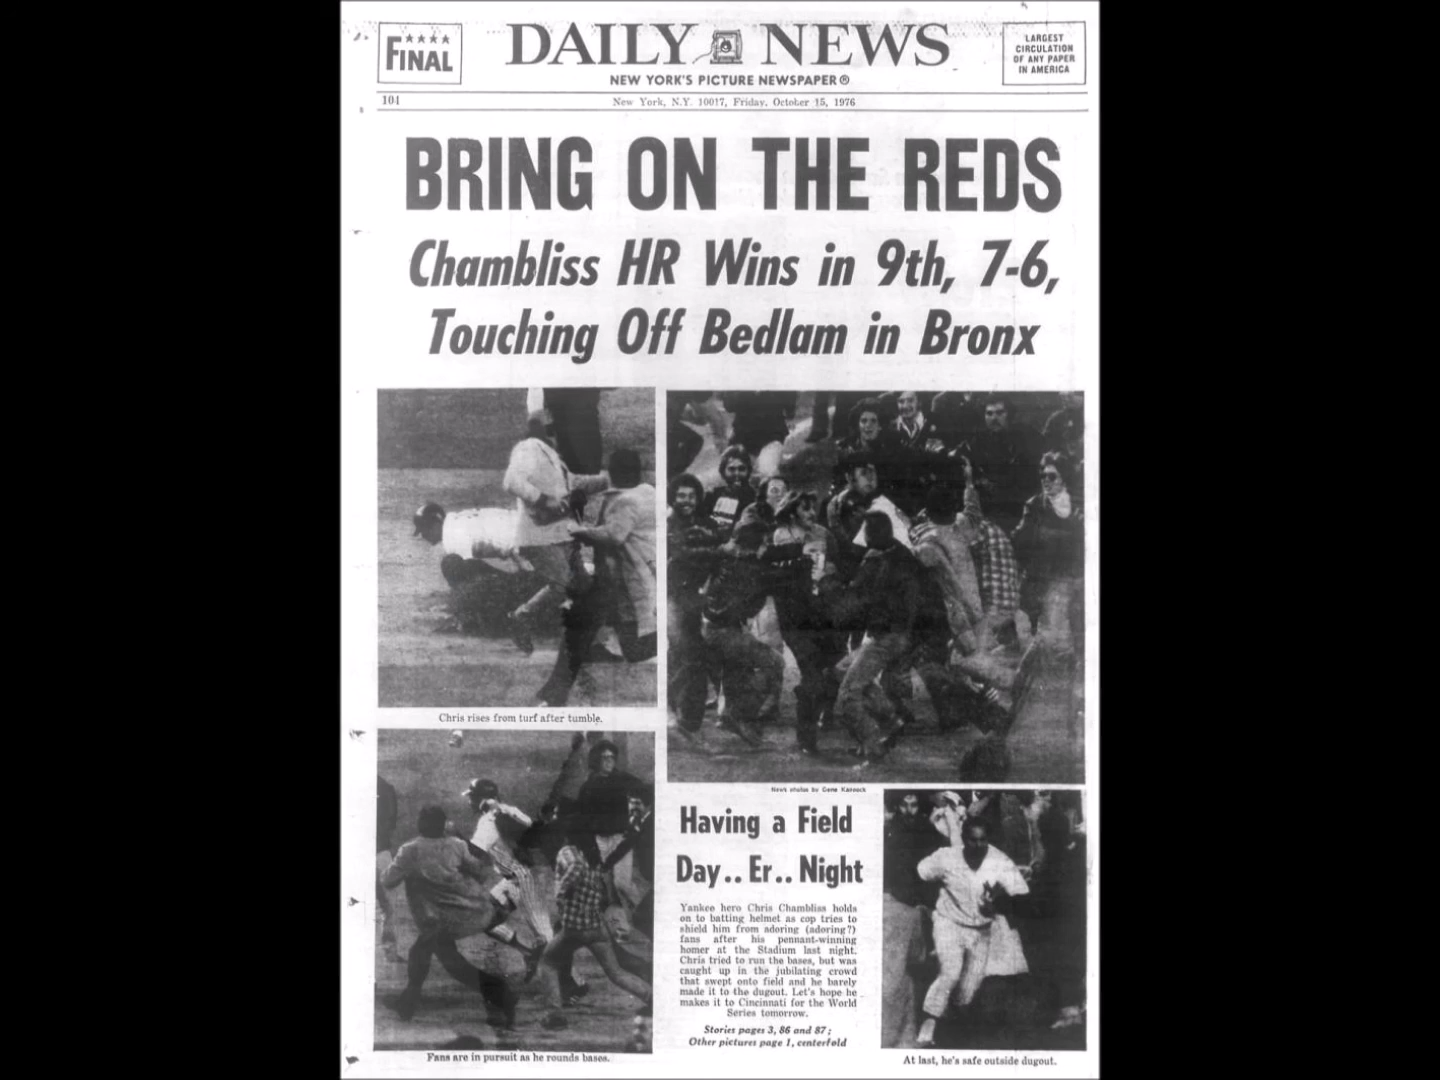 ★★★★
FINAL
DAILY NEWS
NEW YORK'S PICTURE NEWSPAPER®
LARGEST
CIRCULATION
OF ANY PAPER
IN AMERICA
104
New York, N.Y. 10017, Friday, October 15, 1976
BRING ON THE REDS
Chambliss HR Wins in 9th, 7-6,
Touching Off Bedlam in Bronx
Chris rises from turf after tumble.
News photos by Gene Kappock
Having a Field
Day.. Er.. Night
Yankee hero Chris Chambliss holds
on to batting helmet as cop tries to
shield him from adoring (adoring?)
fans after his pennant-winning
homer at the Stadium last night.
Chris tried to run the bases, but was
caught up in the jubilating crowd
that swept onto field and he barely
made it to the dugout. Let's hope he
makes it to Cincinnati for the World
Series tomorrow.
Stories pages 3, 86 and 87;
Other pictures page 1, centerfold
Fans are in pursuit as he rounds bases.
At last, he's safe outside dugout.